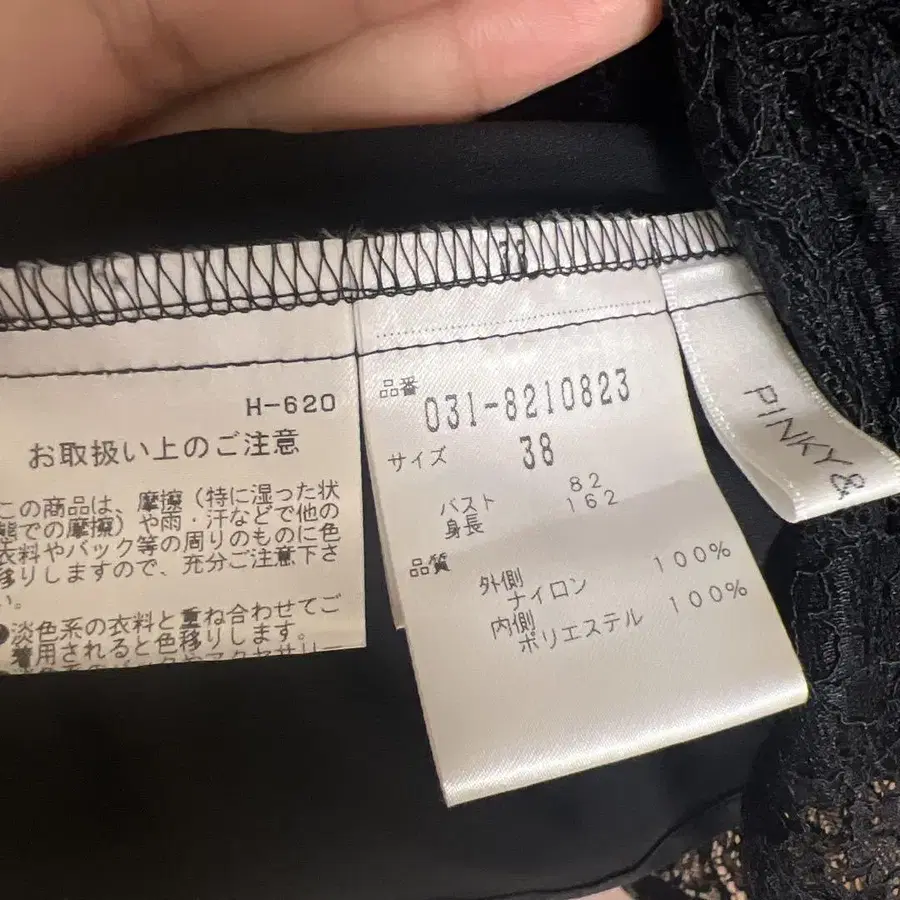 H-620
お取扱い上のご注意
この商品は、摩擦(特に湿った状
態での摩擦)や雨・汗などで他の
衣料やバック等の周りのものに色
移りしますので、充分ご注意下さ
い。
●淡色系の衣料と重ね合わせてご
着用されると色移りします。
品番
031-8210823
サイズ 38
バスト 82
身長 162
品質
外側
ナイロン 100%
内側
ポリエステル 100%
PINKY &